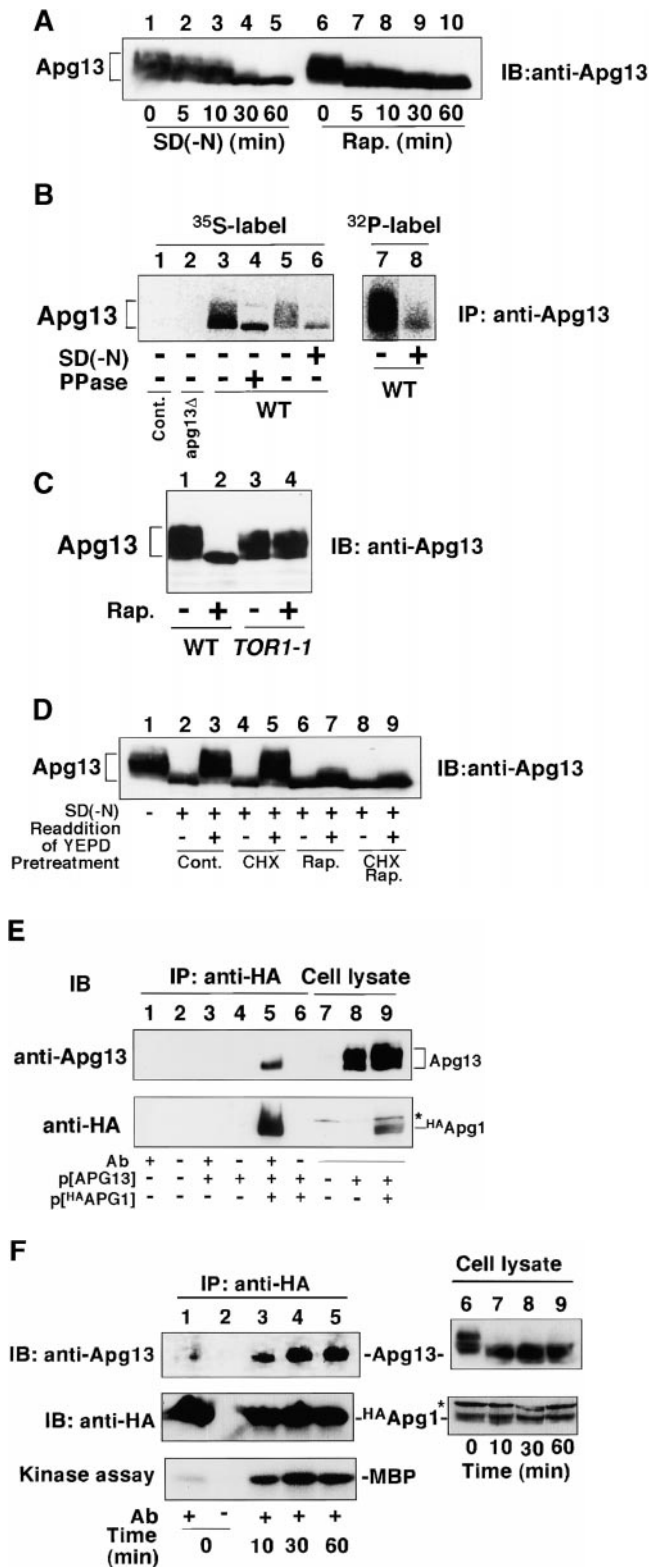 A
1 2 3 4 5 6 7 8 9 10
Apg13
IB:anti-Apg13
0 5 10 30 60 0 5 10 30 60
SD(-N) (min) Rap. (min)
B
35S-label 32P-label
1 2 3 4 5 6 7 8
Apg13
IP: anti-Apg13
SD(-N) - - - - - + - +
PPase - - - + - -
Cont. apg13Δ WT WT
C
1 2 3 4
Apg13
IB: anti-Apg13
Rap. - + - +
WT TOR1-1
D
1 2 3 4 5 6 7 8 9
Apg13
IB:anti-Apg13
SD(-N) - + + + + + + + +
Readdition of YEPD - + - + - + - +
Pretreatment Cont. CHX Rap. CHX Rap.
E
IB IP: anti-HA Cell lysate
1 2 3 4 5 6 7 8 9
anti-Apg13 Apg13
anti-HA *
HAApg1
Ab + - + - + -
p[APG13] - - + + + + - + +
p[HAAPG1] - - - - + + - - +
F
IP: anti-HA Cell lysate
1 2 3 4 5 6 7 8 9
IB: anti-Apg13 -Apg13-
IB: anti-HA -HAApg1- *
0 10 30 60
Time (min)
Kinase assay -MBP
Ab + - + + +
Time (min) 0 10 30 60